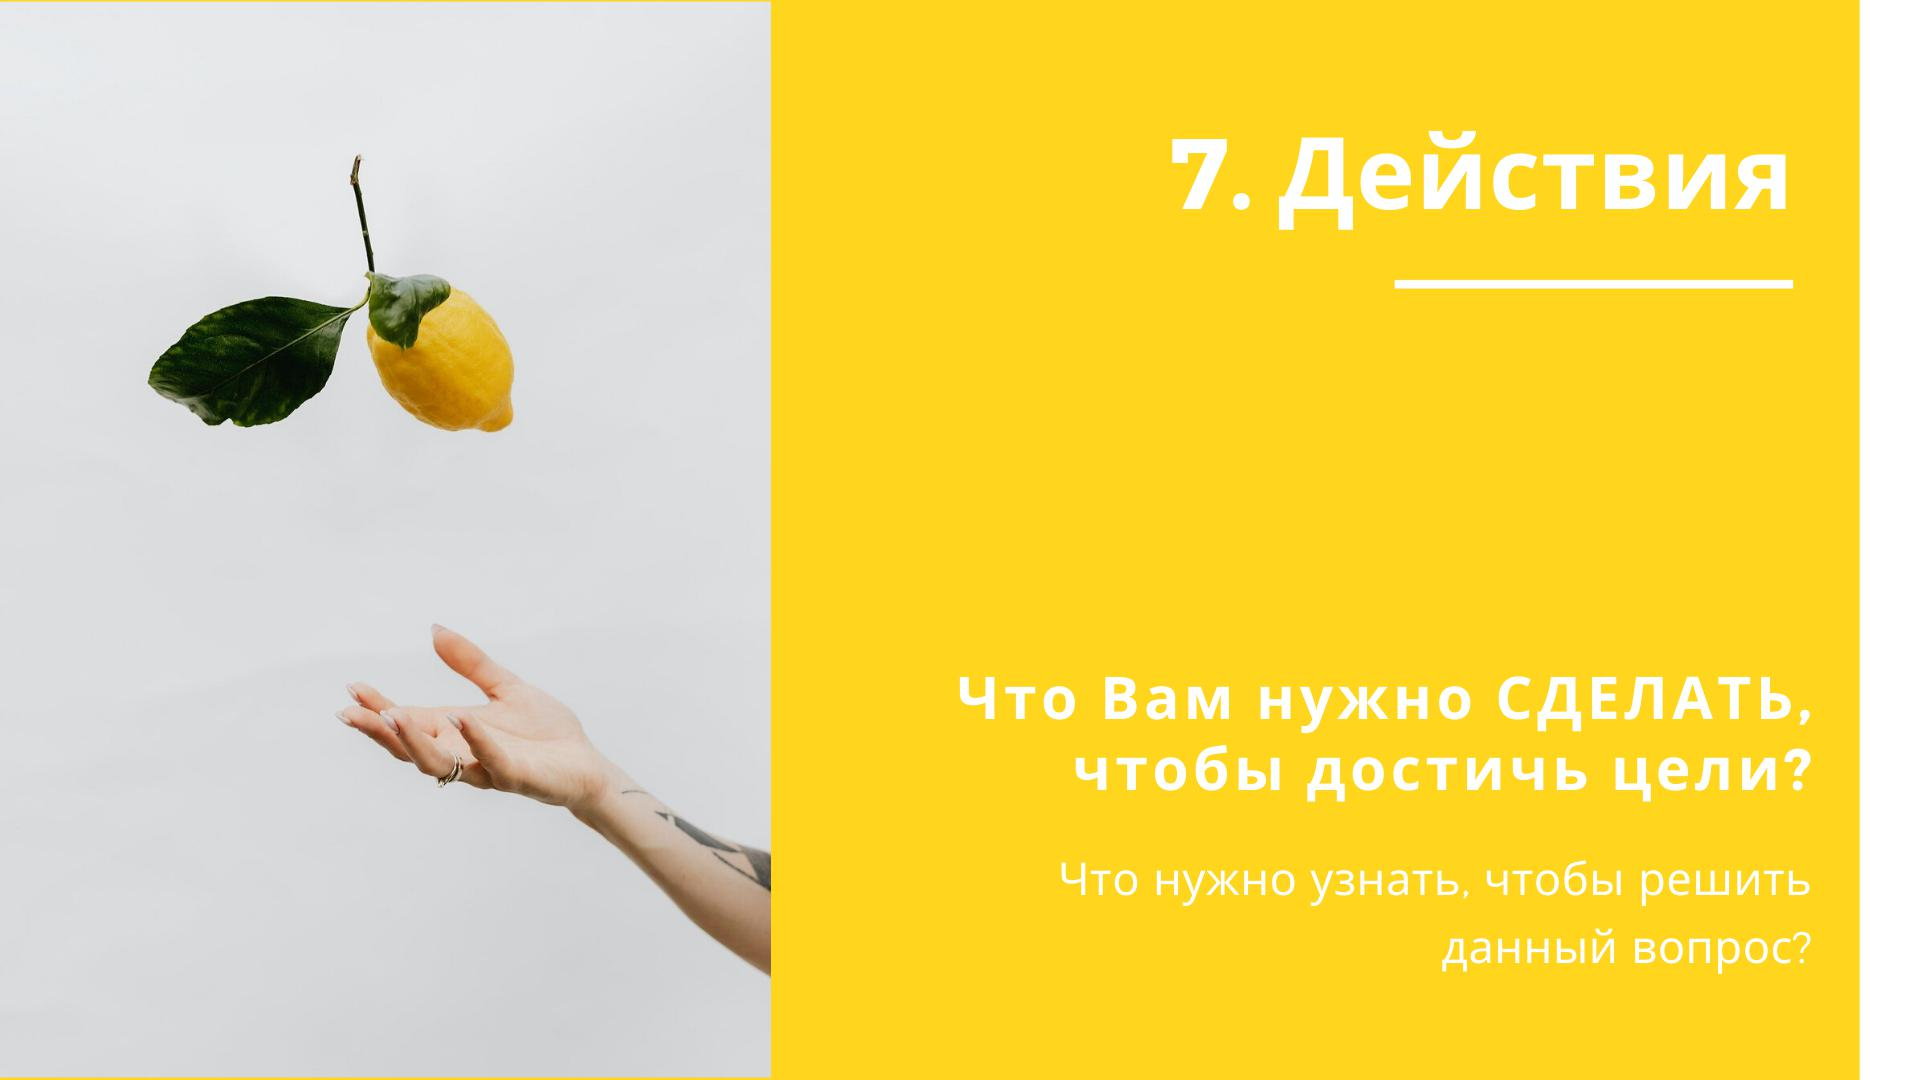 7. Действия
Что Вам нужно СДЕЛАТЬ,
чтобы достичь цели?
Что нужно узнать, чтобы решить
данный вопрос?